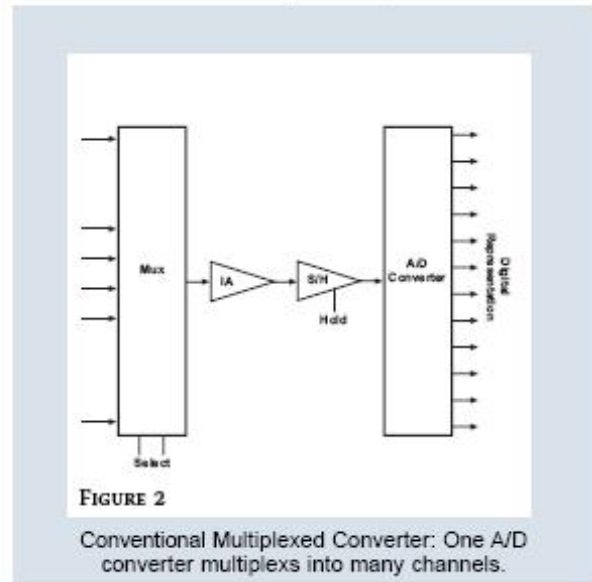 Mux
IA
S/H
Hold
A/D
Converter
Digital
Representation
Select
FIGURE 2
Conventional Multiplexed Converter: One A/D
converter multiplexs into many channels.